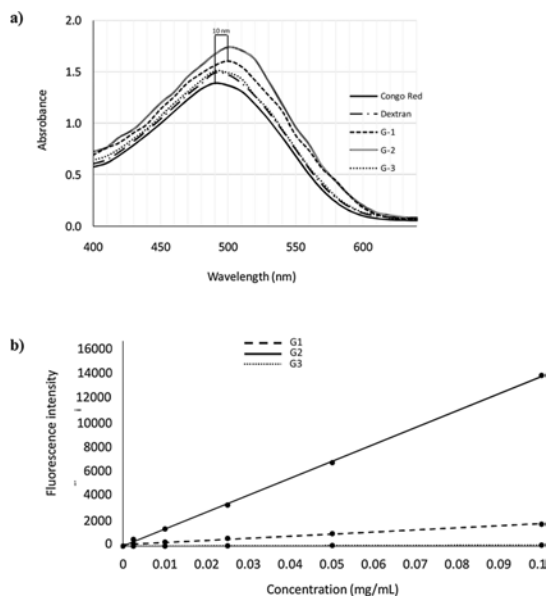 a)
10 nm
2.0
1.5
1.0
0.5
0.0
Absrobance
400
450
500
550
600
Wavelength (nm)
Congo Red
Dextran
G-1
G-2
G-3
b)
G1
G2
G3
16000
14000
12000
10000
8000
6000
4000
2000
0
Fluorescence intensity
0
0.01
0.02
0.03
0.04
0.05
0.06
0.07
0.08
0.09
0.1
Concentration (mg/mL)